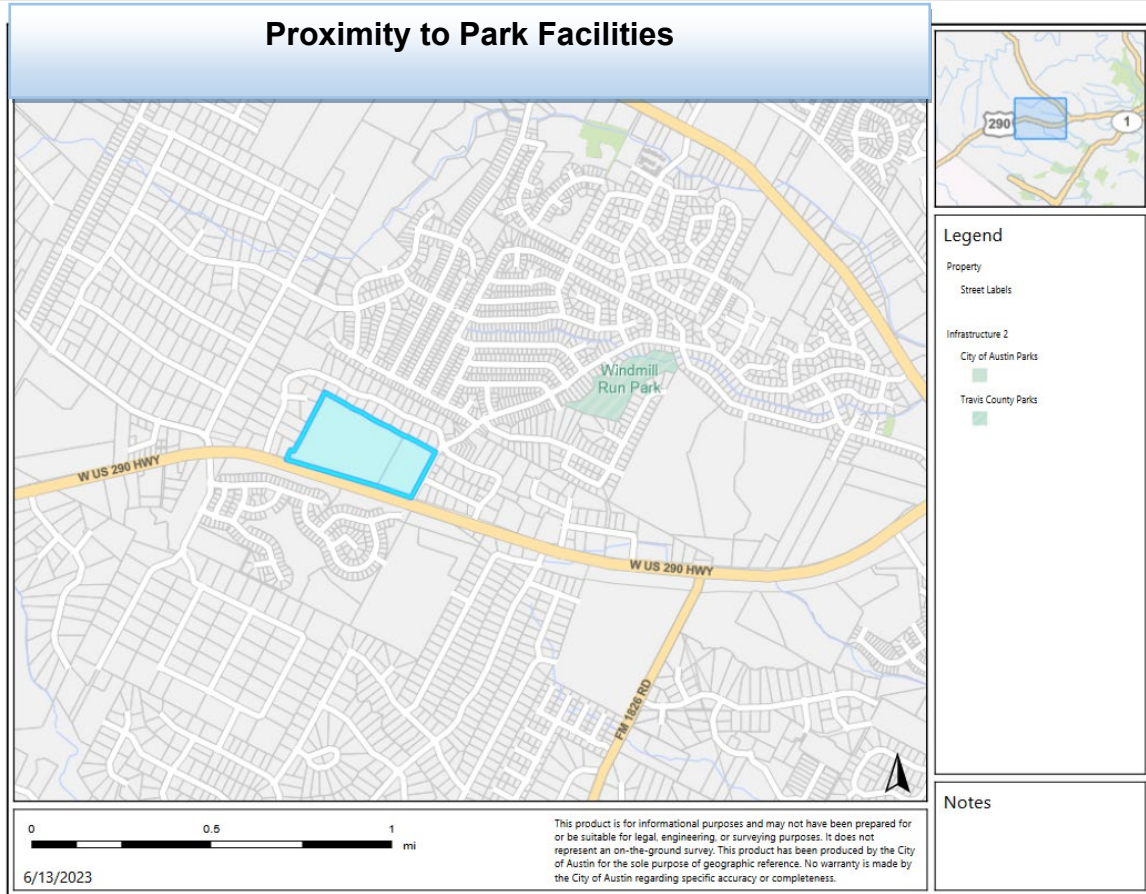 Proximity to Park Facilities
290
1
Windmill
Run Park
W US 290 HWY
W US 290 HWY
FM 1826 RD
Legend
Property
Street Labels
Infrastructure 2
City of Austin Parks
Travis County Parks
Notes
0 0.5 1
mi
6/13/2023
This product is for informational purposes and may not have been prepared for
or be suitable for legal, engineering, or surveying purposes. It does not
represent an on-the-ground survey. This product has been produced by the City
of Austin for the sole purpose of geographic reference. No warranty is made by
the City of Austin regarding specific accuracy or completeness.